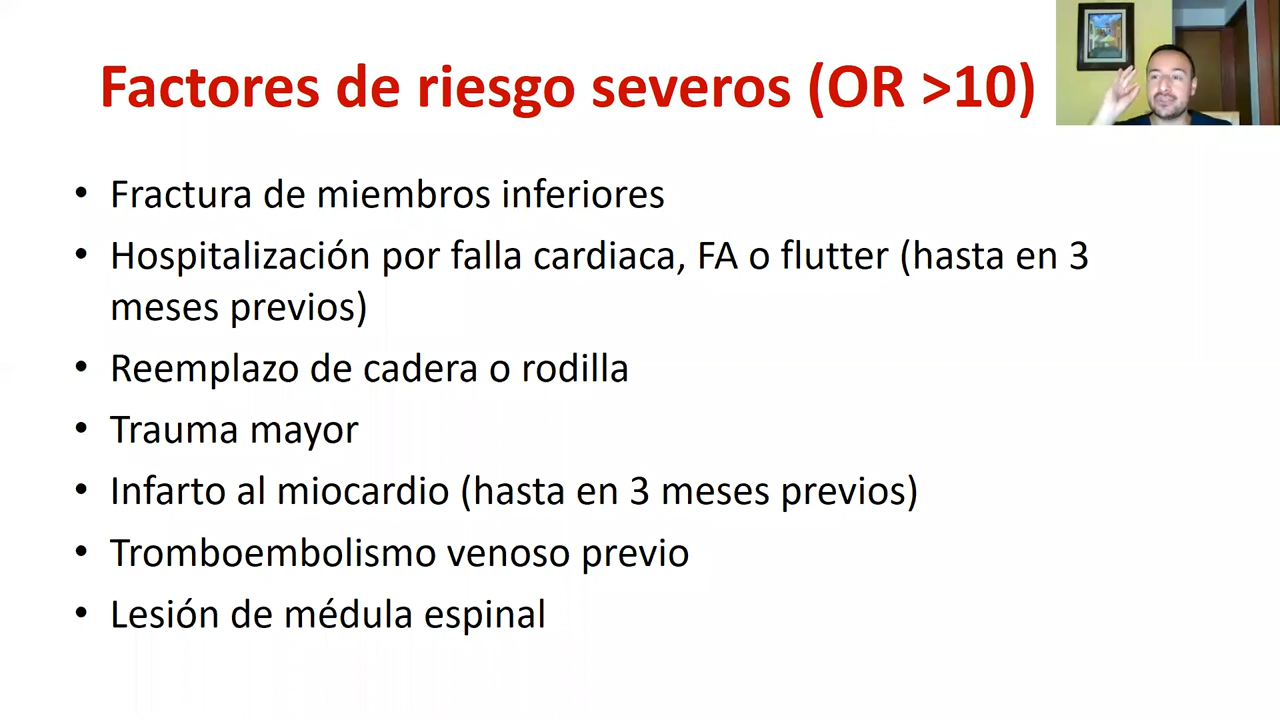 Factores de riesgo severos (OR >10)
• Fractura de miembros inferiores
• Hospitalización por falla cardiaca, FA o flutter (hasta en 3
meses previos)
• Reemplazo de cadera o rodilla
• Trauma mayor
• Infarto al miocardio (hasta en 3 meses previos)
• Tromboembolismo venoso previo
• Lesión de médula espinal